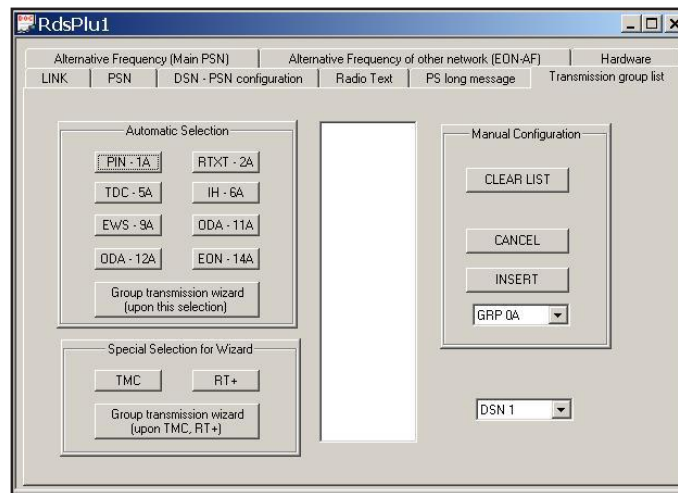 RdsPlu1
Alternative Frequency (Main PSN)
Alternative Frequency of other network (EON-AF)
Hardware
LINK
PSN
DSN - PSN configuration
Radio Text
PS long message
Transmission group list
Automatic Selection
PIN - 1A
RTXT - 2A
TDC - 5A
IH - 6A
EWS - 9A
ODA - 11A
ODA - 12A
EON - 14A
Group transmission wizard
(upon this selection)
Special Selection for Wizard
TMC
RT+
Group transmission wizard
(upon TMC, RT+)
Manual Configuration
CLEAR LIST
CANCEL
INSERT
GRP 0A
DSN 1